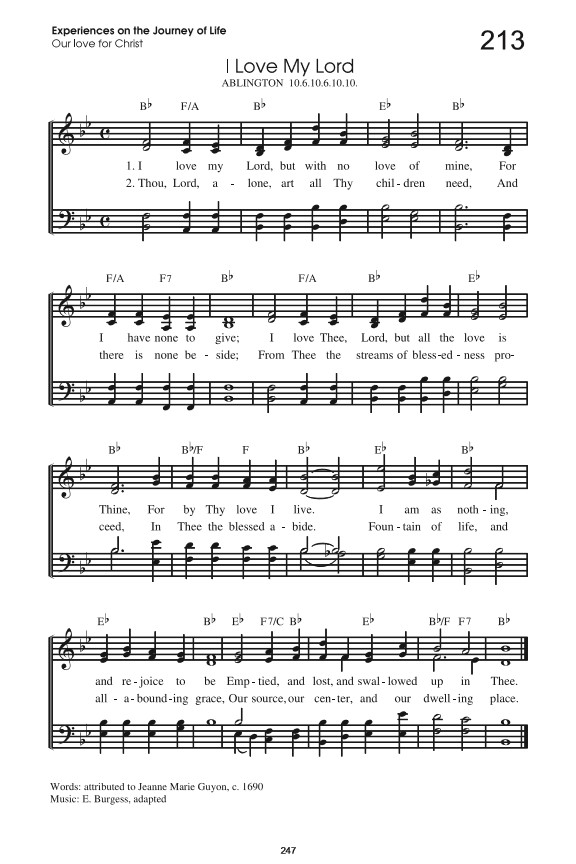 Experiences on the Journey of Life
Our love for Christ
213
I Love My Lord
ABLINGTON 10.6.10.6.10.10.
B♭ F/A B♭ E♭ B♭
1. I love my Lord, but with no love of mine, For
2. Thou, Lord, a - lone, art all Thy chil - dren need, And
F/A F7 B♭ F/A B♭ E♭
I have none to give; I love Thee, Lord, but all the love is
there is none be - side; From Thee the streams of bless - ed - ness pro-
B♭ B♭/F F B♭ E♭ B♭
Thine, For by Thy love I live. I am as noth - ing,
ceed, In Thee the blessed a - bide. Foun - tain of life, and
E♭ B♭ E♭ F7/C B♭ E♭ B♭/F F7 B♭
and re - joice to be Emp - tied, and lost, and swal - lowed up in Thee.
all - a - bound - ing grace, Our source, our cen - ter, and our dwell - ing place.
Words: attributed to Jeanne Marie Guyon, c. 1690
Music: E. Burgess, adapted
247